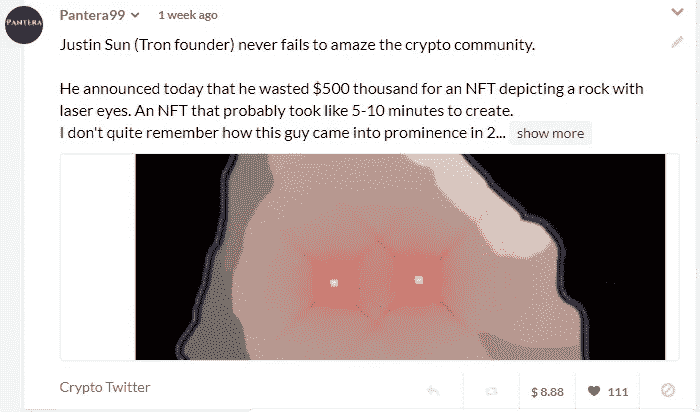 PANTERA
Pantera99
1 week ago
Justin Sun (Tron founder) never fails to amaze the crypto community.
He announced today that he wasted $500 thousand for an NFT depicting a rock with
laser eyes. An NFT that probably took like 5-10 minutes to create.
I don't quite remember how this guy came into prominence in 2... show more
Crypto Twitter
$ 8.88
111